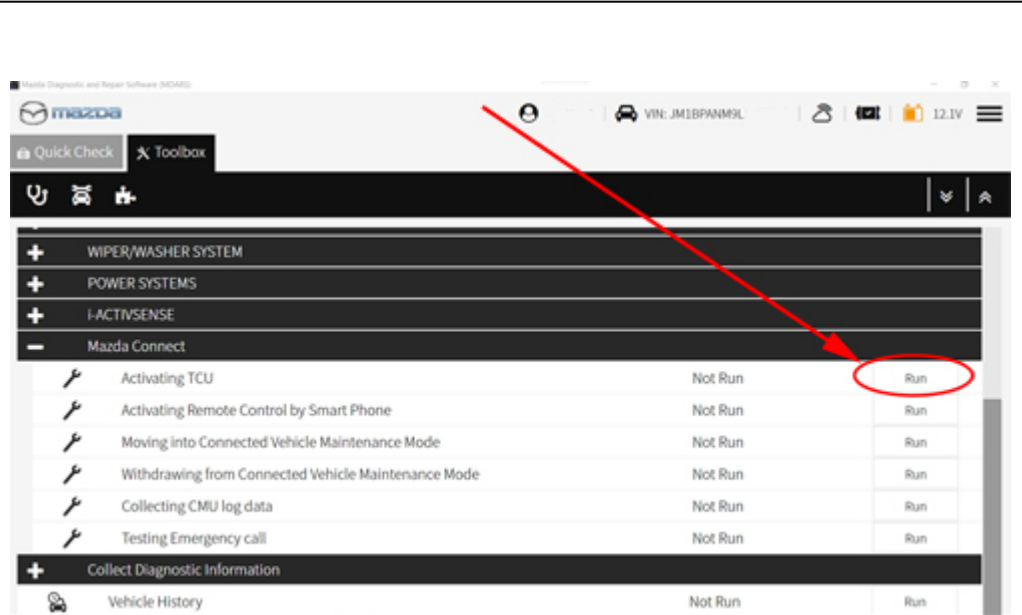 Mazda Diagnostic and Repair Software (MDARS)
mazda VIN: JM1BPANM9L 12.1V
Quick Check Toolbox
WIPER/WASHER SYSTEM
POWER SYSTEMS
i-ACTIVSENSE
Mazda Connect
Activating TCU Not Run Run
Activating Remote Control by Smart Phone Not Run Run
Moving into Connected Vehicle Maintenance Mode Not Run Run
Withdrawing from Connected Vehicle Maintenance Mode Not Run Run
Collecting CMU log data Not Run Run
Testing Emergency call Not Run Run
Collect Diagnostic Information
Vehicle History Not Run Run